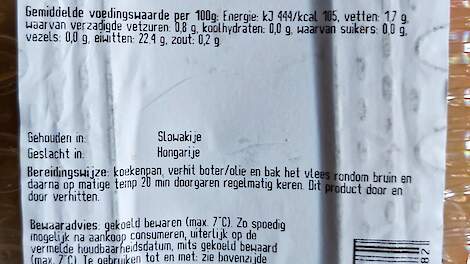 Gemiddelde voedingswaarde per 100g: Energie: kJ 444/kcal 105, vetten: 1,7 g,
waarvan verzadigde vetzuren: 0,8 g, koolhydraten: 0,0 g, waarvan suikers: 0,0 g,
vezels: 0,0 g, eiwitten: 22,4 g, zout: 0,2 g
Gehouden in: Slowakije
Geslacht in: Hongarije
Bereidingswijze: koekenpan, verhit boter/olie en bak het vlees rondom bruin en
daarna op matige temp 20 min doorgaren regelmatig keren. Dit product door en
door verhitten.
Bewaaradvies: gekoeld bewaren (max. 7°C). Zo spoedig
mogelijk na aankoop consumeren, uiterlijk op de
vermelde houdbaarheidsdatum, mits gekoeld bewaard
(max. 7°C). Te gebruiken tot en met: zie bovenzijde